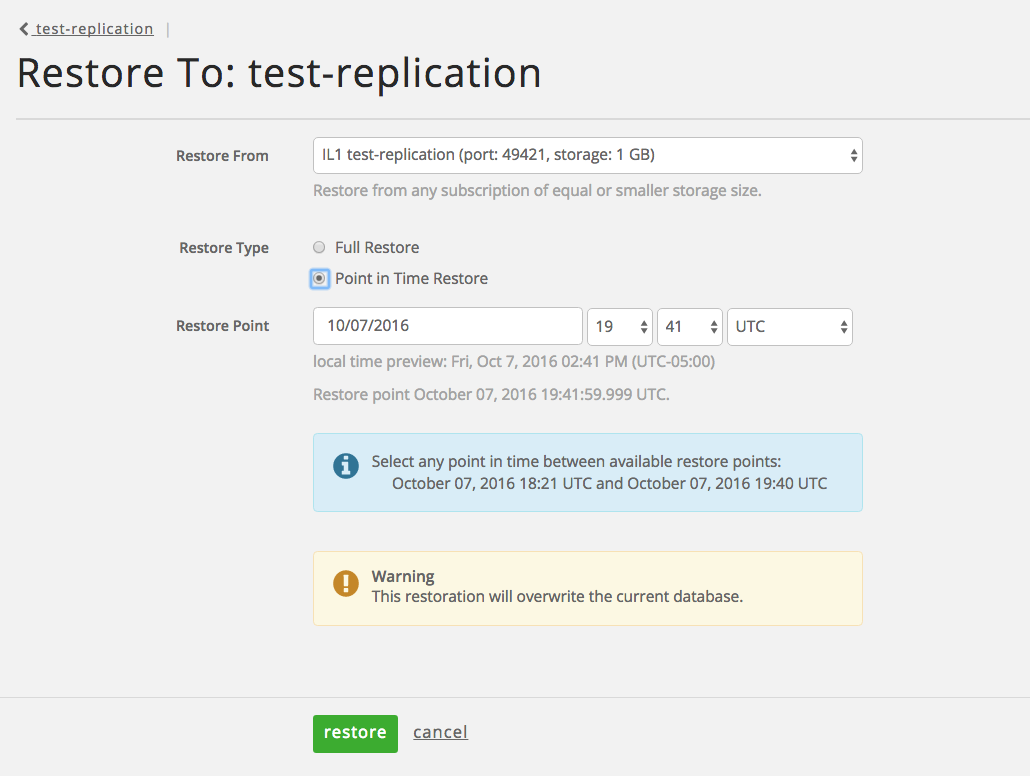 test-replication |
Restore To: test-replication
Restore From
IL1 test-replication (port: 49421, storage: 1 GB)
Restore from any subscription of equal or smaller storage size.
Restore Type
Full Restore
Point in Time Restore
Restore Point
10/07/2016 19 41 UTC
local time preview: Fri, Oct 7, 2016 02:41 PM (UTC-05:00)
Restore point October 07, 2016 19:41:59.999 UTC.
Select any point in time between available restore points:
October 07, 2016 18:21 UTC and October 07, 2016 19:40 UTC
Warning
This restoration will overwrite the current database.
restore cancel